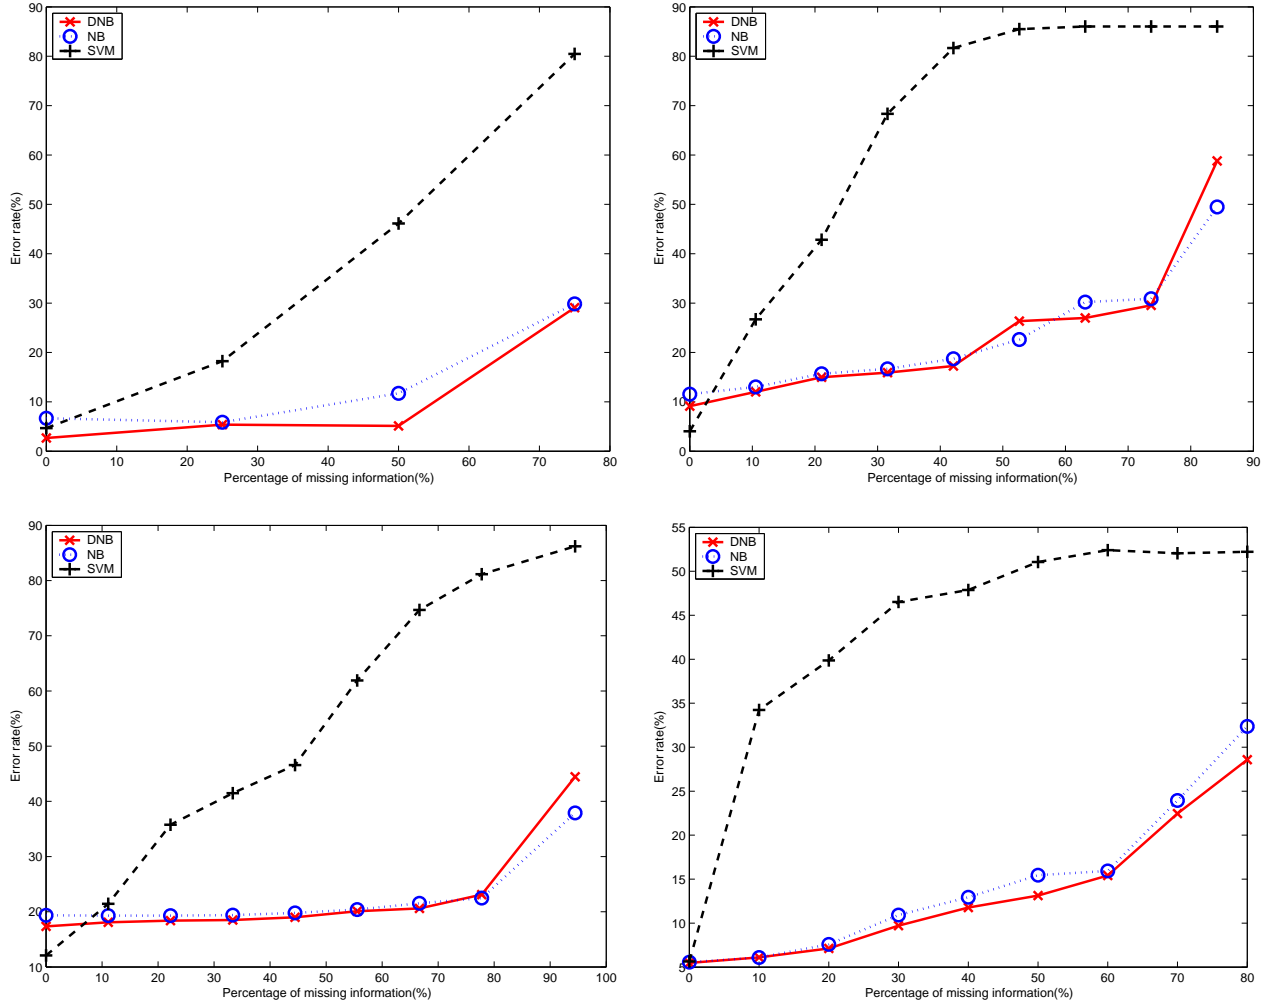 90
80
70
60
50
40
30
20
10
0
Error rate(%)
DNB
NB
SVM
0 10 20 30 40 50 60 70 80
Percentage of missing information(%)
90
80
70
60
50
40
30
20
10
0
Error rate(%)
DNB
NB
SVM
0 10 20 30 40 50 60 70 80 90
Percentage of missing information(%)
90
80
70
60
50
40
30
20
10
Error rate(%)
DNB
NB
SVM
0 10 20 30 40 50 60 70 80 90 100
Percentage of missing information(%)
55
50
45
40
35
30
25
20
15
10
5
Error rate(%)
DNB
NB
SVM
0 10 20 30 40 50 60 70 80
Percentage of missing information(%)